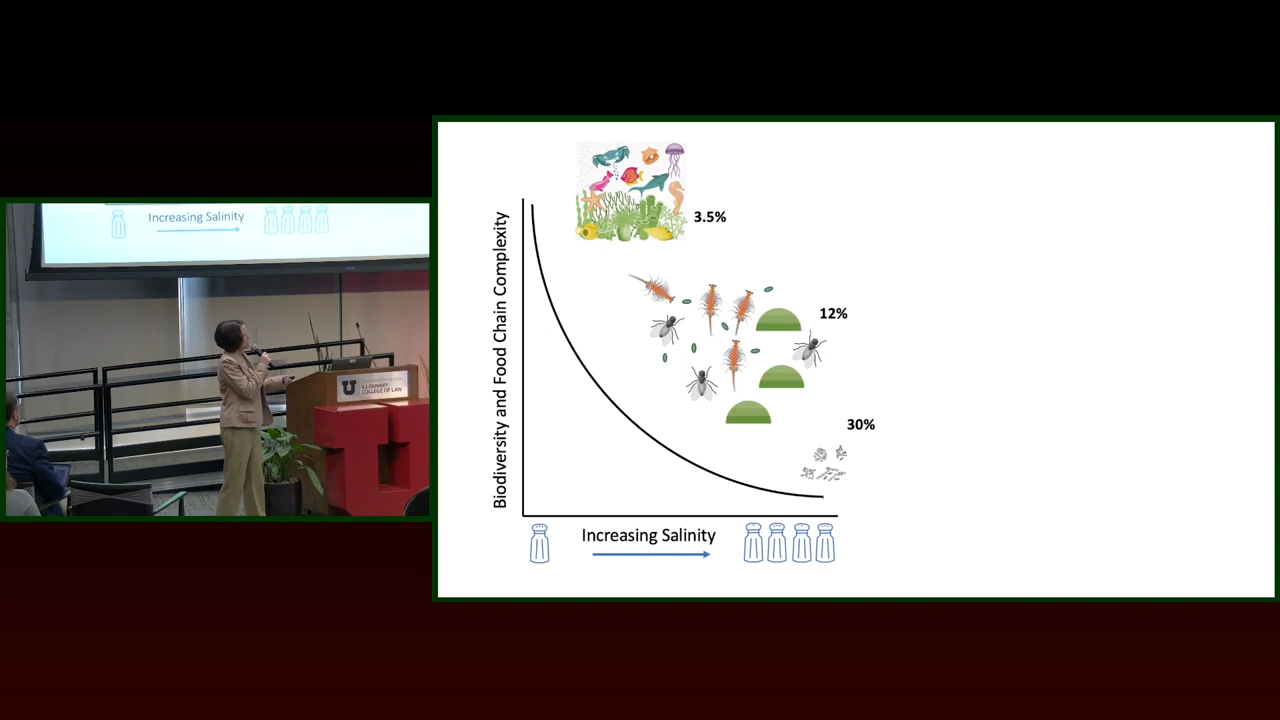 Increasing Salinity
U
S.J. QUINNEY
COLLEGE OF LAW
Biodiversity and Food Chain Complexity
3.5%
12%
30%
Increasing Salinity